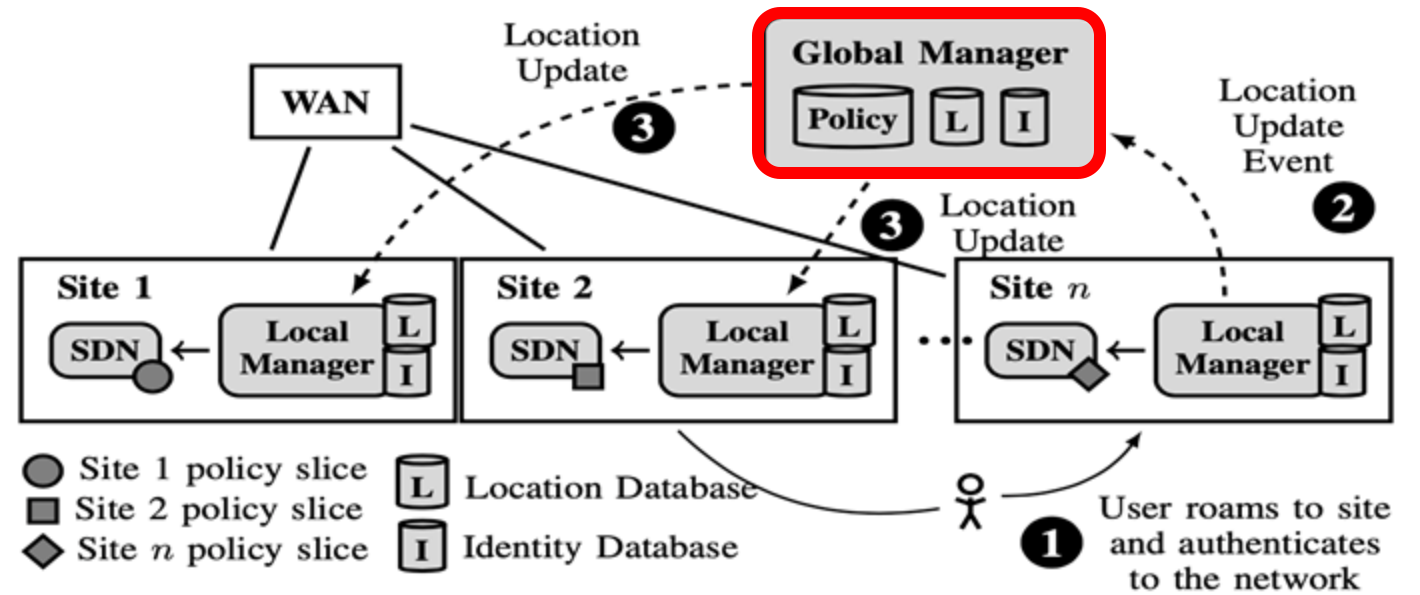 Location
Update
3
WAN
Global Manager
Policy
L
I
Location
Update
Event
2
3
Location
Update
Site 1
SDN
Local
Manager
L
I
Site 2
SDN
Local
Manager
L
I
Site n
SDN
Local
Manager
L
I
Site 1 policy slice
Site 2 policy slice
Site n policy slice
L
Location Database
I
Identity Database
1
User roams to site
and authenticates
to the network